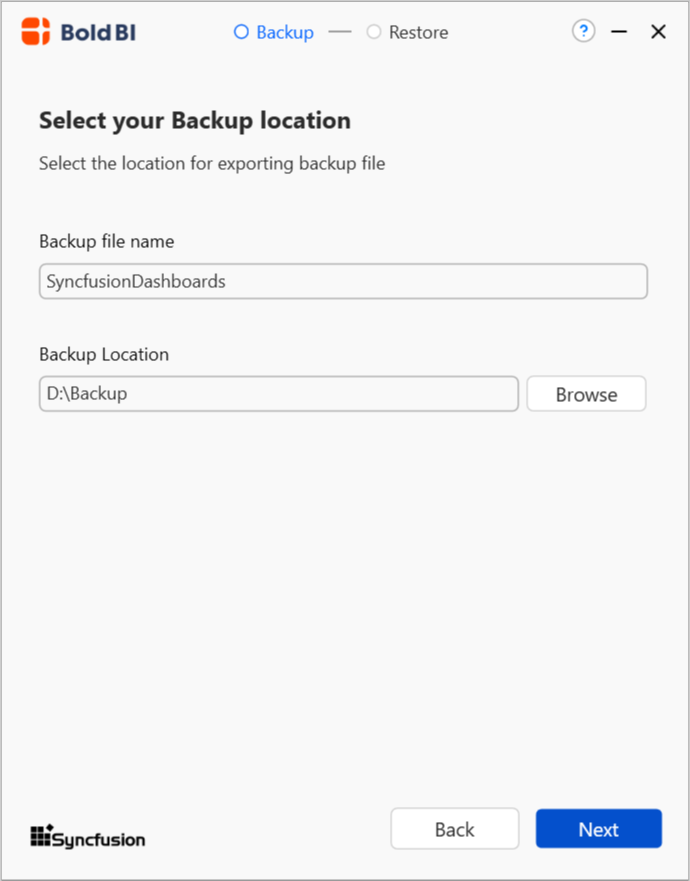 Bold BI Backup Restore ?
Select your Backup location
Select the location for exporting backup file
Backup file name
SyncfusionDashboards
Backup Location
D:\Backup Browse
Syncfusion Back Next